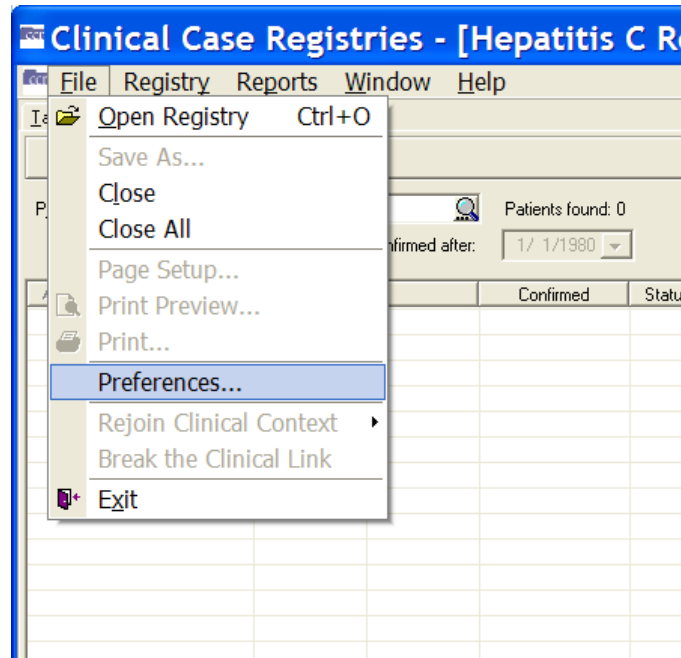 Clinical Case Registries - [Hepatitis C R
File Registry Reports Window Help
Open Registry Ctrl+O
Save As...
Close
Close All
Patients found: 0
nfirmed after: 1/ 1/1980
Page Setup...
Confirmed Statu
Print Preview...
Print...
Preferences...
Rejoin Clinical Context
Break the Clinical Link
Exit